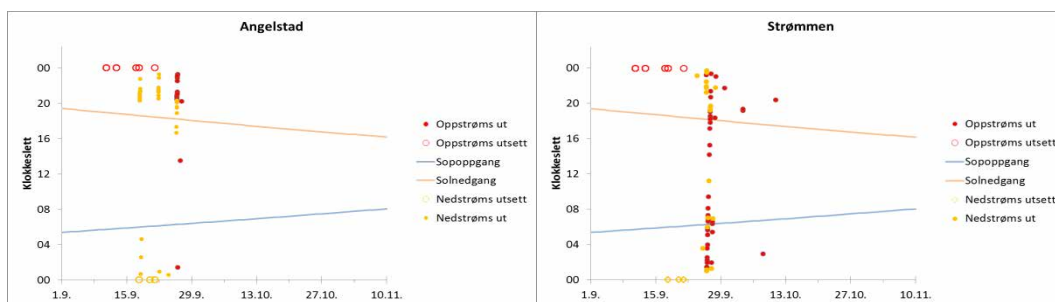 Angelstad
Klokkeslett
00
20
16
12
08
04
00
1.9.
15.9.
29.9.
13.10.
27.10.
10.11.
Oppstrøms ut
Oppstrøms utsett
Sopoppgang
Solnedgang
Nedstrøms utsett
Nedstrøms ut
Strømmen
Klokkeslett
00
20
16
12
08
04
00
1.9.
15.9.
29.9.
13.10.
27.10.
10.11.
Oppstrøms ut
Oppstrøms utsett
Sopoppgang
Solnedgang
Nedstrøms utsett
Nedstrøms ut